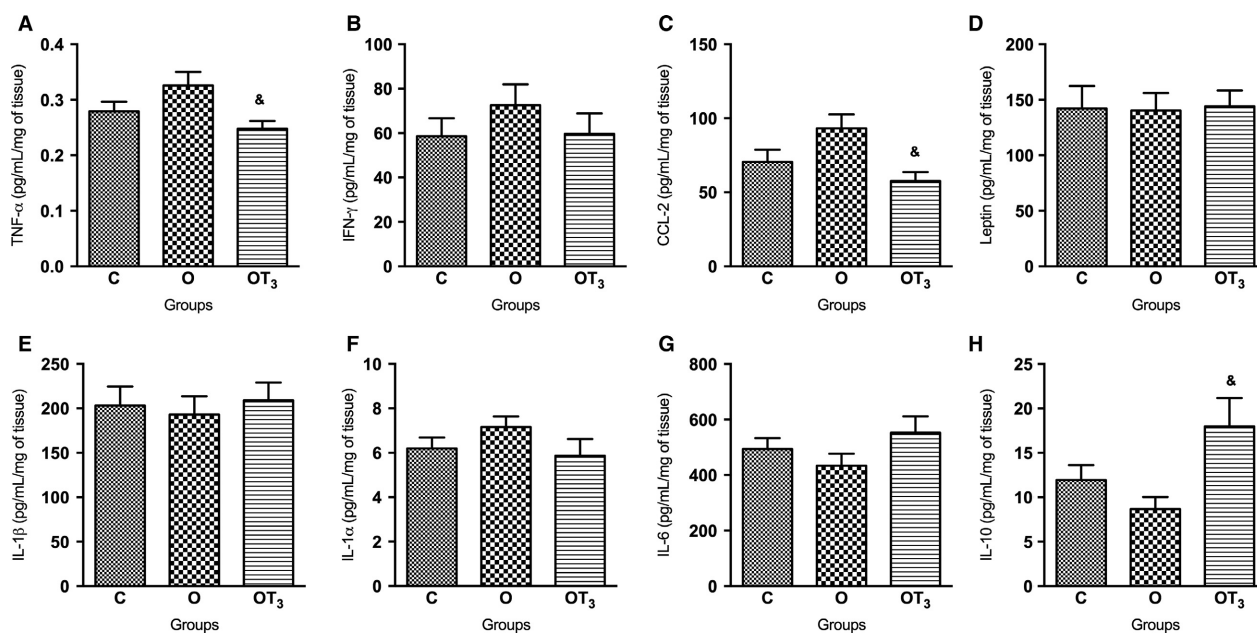 A
TNF-α (pg/mL/mg of tissue)
0.4
0.3
0.2
0.1
0.0
&
C O OT₃
Groups
B
IFN-γ (pg/mL/mg of tissue)
100
80
60
40
20
0
C O OT₃
Groups
C
CCL-2 (pg/mL/mg of tissue)
150
100
50
0
&
C O OT₃
Groups
D
Leptin (pg/mL/mg of tissue)
200
150
100
50
0
C O OT₃
Groups
E
IL-1β (pg/mL/mg of tissue)
250
200
150
100
50
0
C O OT₃
Groups
F
IL-1α (pg/mL/mg of tissue)
10
8
6
4
2
0
C O OT₃
Groups
G
IL-6 (pg/mL/mg of tissue)
800
600
400
200
0
C O OT₃
Groups
H
IL-10 (pg/mL/mg of tissue)
25
20
15
10
5
0
&
C O OT₃
Groups